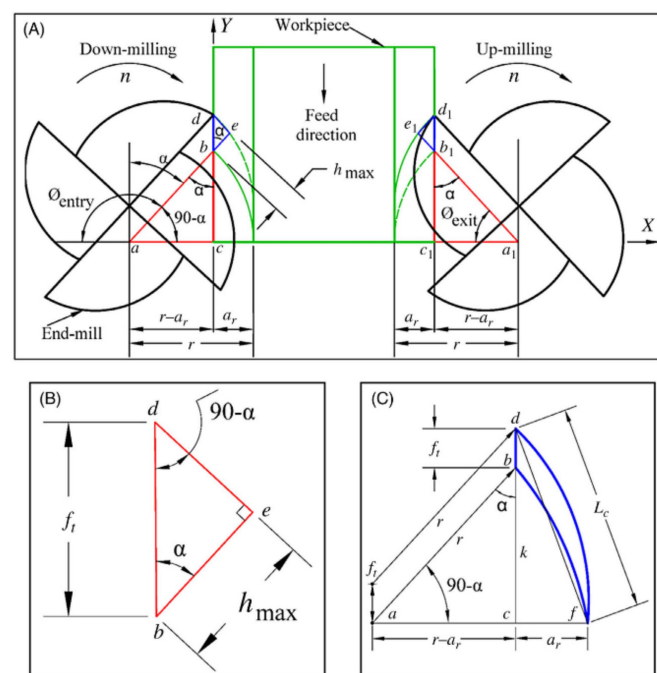 (A)
Y
Workpiece
Down-milling
n
Up-milling
n
Feed
direction
d
α
e
b
α
α
h max
Øentry
90-α
a
c
e1
d1
b1
α
Øexit
c1
a1
X
End-mill
r–ar
ar
r
ar
r–ar
r
(B)
90-α
d
ft
α
e
b
hmax
(C)
d
ft
b
α
r
r
Lc
k
ft
90-α
a
c
f
r–ar
ar